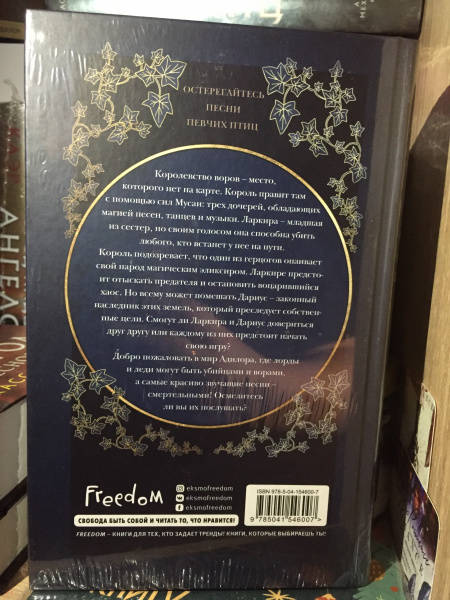 ОСТЕРЕГАЙТЕСЬ
ПЕСНИ
ПЕВЧИХ ПТИЦ
Королевство воров – место,
которого нет на карте. Король правит там
с помощью сил Мусаи: трех дочерей, обладающих
магией песен, танцев и музыки. Ларкира – младшая
из сестер, но своим голосом она способна убить
любого, кто встанет у нее на пути.
Король подозревает, что один из герцогов опаивает
свой народ магическим эликсиром. Ларкире предсто-
ит отыскать предателя и остановить воцарившийся
хаос. Но всему может помешать Дариус – законный
наследник этих земель, который преследует собствен-
ные цели. Смогут ли Ларкира и Дариус довериться
друг другу или каждому из них предстоит начать
свою игру?
Добро пожаловать в мир Адилора, где лорды
и леди могут быть убийцами и ворами,
а самые красиво звучащие песни –
смертельными! Осмелитесь
ли вы их послушать?
Freedom
eksmofreedom
eksmofreedom
eksmofreedom
СВОБОДА БЫТЬ СОБОЙ И ЧИТАТЬ ТО, ЧТО НРАВИТСЯ!
ISBN 978-5-04-154600-7
9 785041 546007 >
FREEDOM – КНИГИ ДЛЯ ТЕХ, КТО ЗАДАЕТ ТРЕНДЫ! КНИГИ, КОТОРЫЕ ВЫБИРАЕШЬ ТЫ!